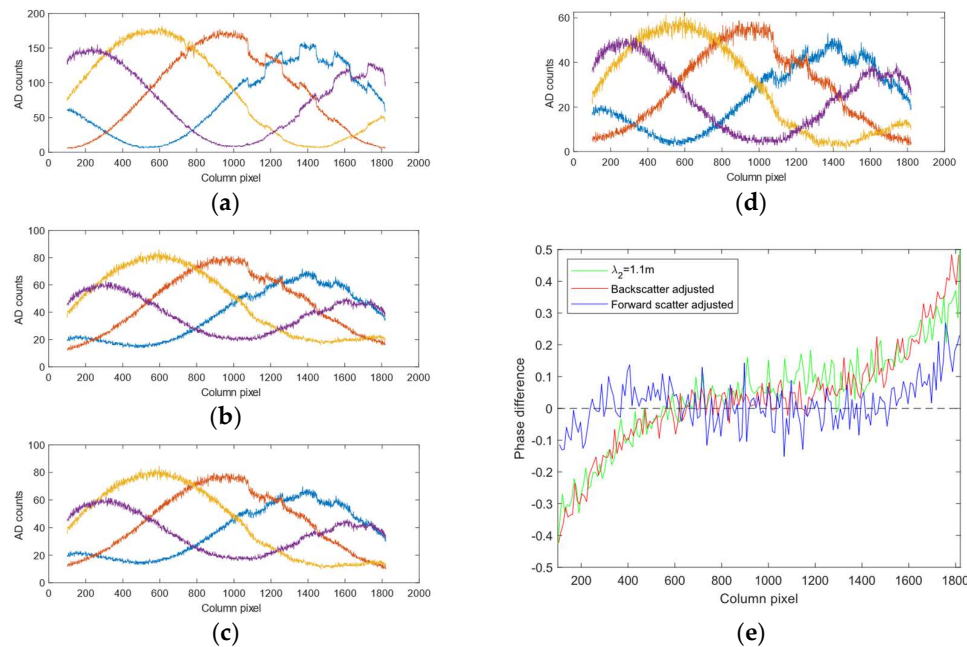 AD counts
200
150
100
50
0
0 200 400 600 800 1000 1200 1400 1600 1800 2000
Column pixel
(a)
AD counts
100
80
60
40
20
0
0 200 400 600 800 1000 1200 1400 1600 1800 2000
Column pixel
(b)
AD counts
100
80
60
40
20
0
0 200 400 600 800 1000 1200 1400 1600 1800 2000
Column pixel
(c)
AD counts
60
40
20
0
0 200 400 600 800 1000 1200 1400 1600 1800 2000
Column pixel
(d)
Phase difference
0.5
0.4
0.3
0.2
0.1
0
-0.1
-0.2
-0.3
-0.4
-0.5
λ₂=1.1m
Backscatter adjusted
Forward scatter adjusted
200 400 600 800 1000 1200 1400 1600 1800
Column pixel
(e)